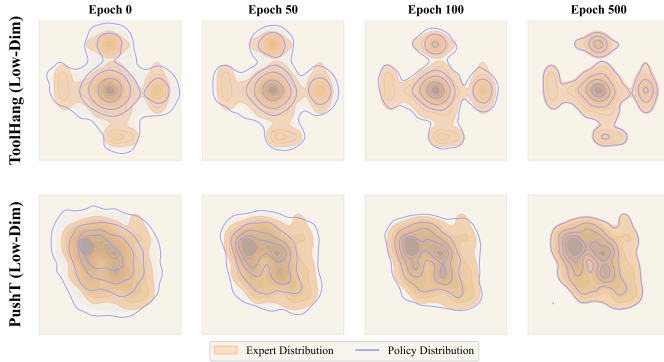 Epoch 0 Epoch 50 Epoch 100 Epoch 500
ToolHang (Low-Dim)
PushT (Low-Dim)
Expert Distribution Policy Distribution